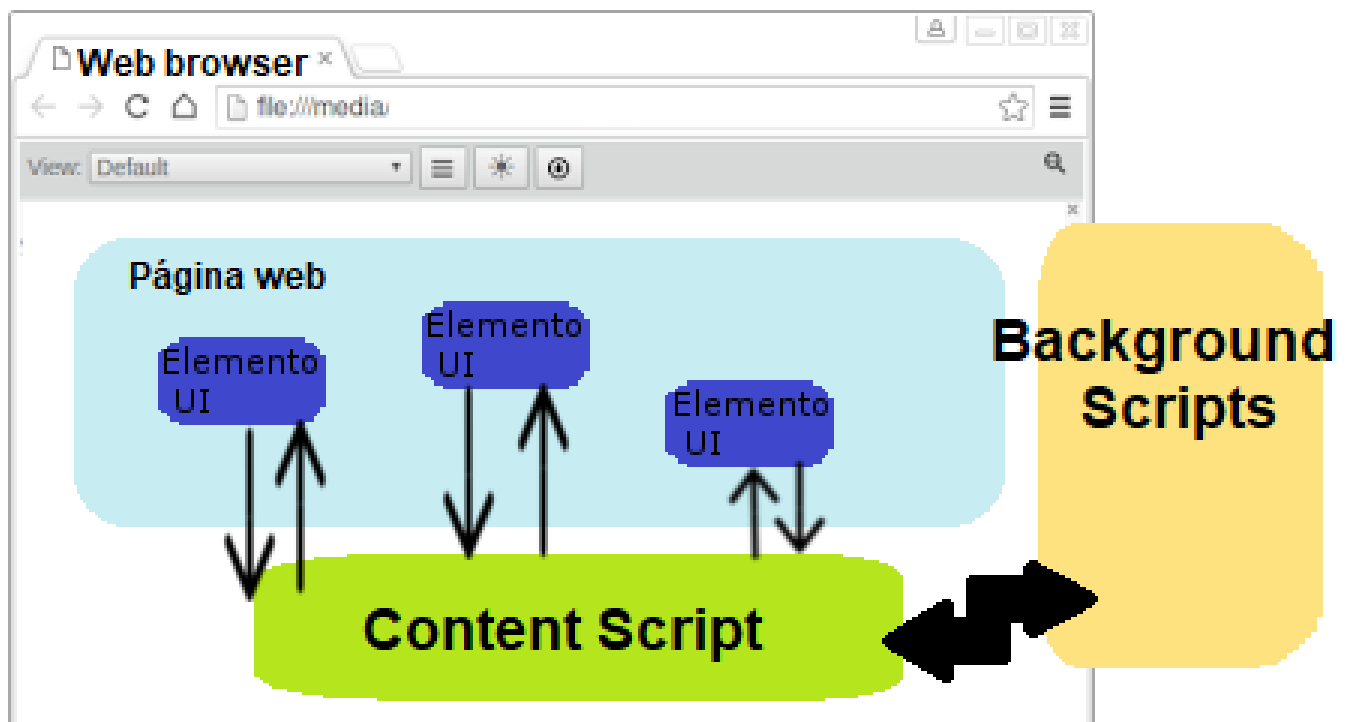 Web browser
file:///media/
View: Default
Página web
Elemento
UI
Elemento
UI
Elemento
UI
Background
Scripts
Content Script